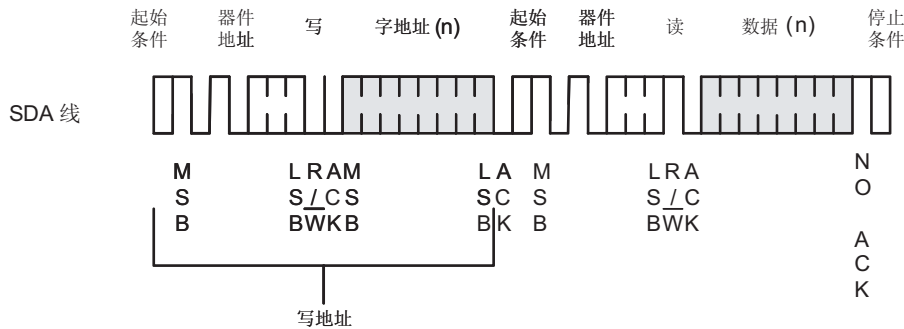 起始 器件 写 字地址 (n) 起始 器件 读 数据 (n) 停止
条件 地址 条件 地址 条件
SDA 线
M L R A M L A M L R A N
S S / C S S C S S / C O
B B W K B B K B B W K
A
C
K
写地址